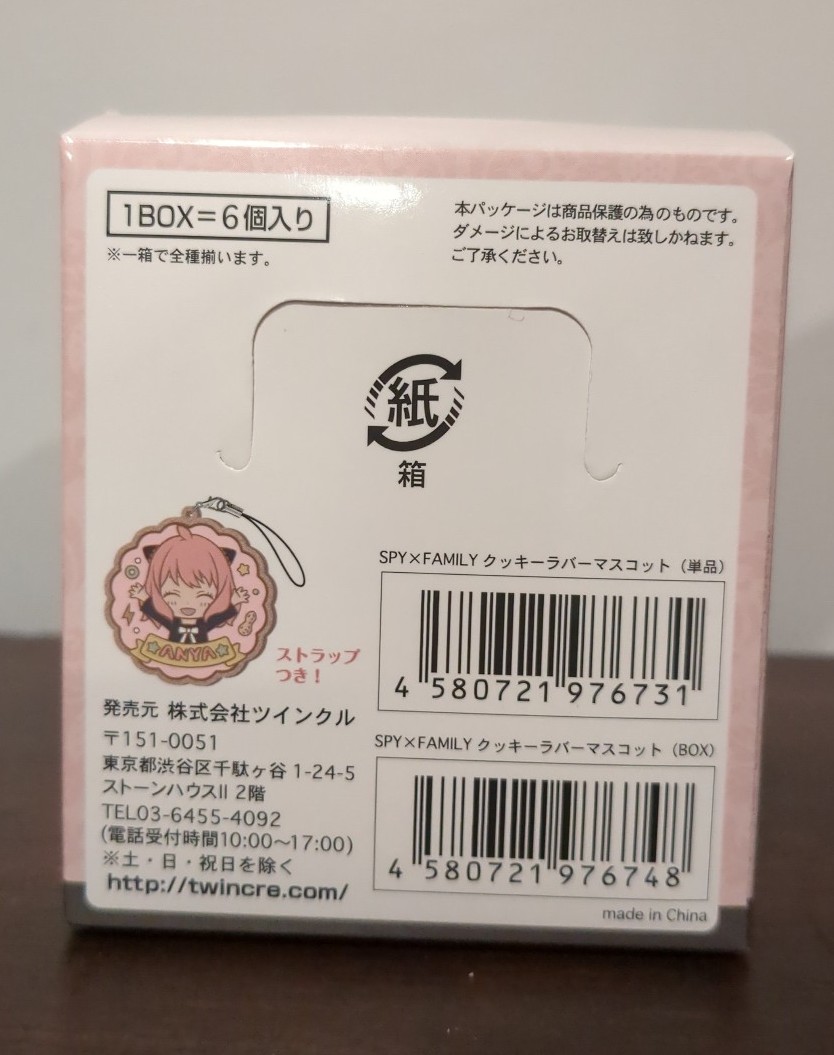 1BOX=6個入り
※一箱で全種揃います。
本パッケージは商品保護の為のものです。
ダメージによるお取替えは致しかねます。
ご了承ください。
紙
箱
ANYA
ストラップ
つき!
SPY×FAMILY クッキーラバーマスコット(単品)
4 580721 976731
発売元 株式会社ツインクル
〒151-0051
東京都渋谷区千駄ヶ谷 1-24-5
ストーンハウスII 2階
TEL03-6455-4092
(電話受付時間10:00~17:00)
※土・日・祝日を除く
http://twincre.com/
SPY×FAMILY クッキーラバーマスコット(BOX)
4 580721 976748
made in China